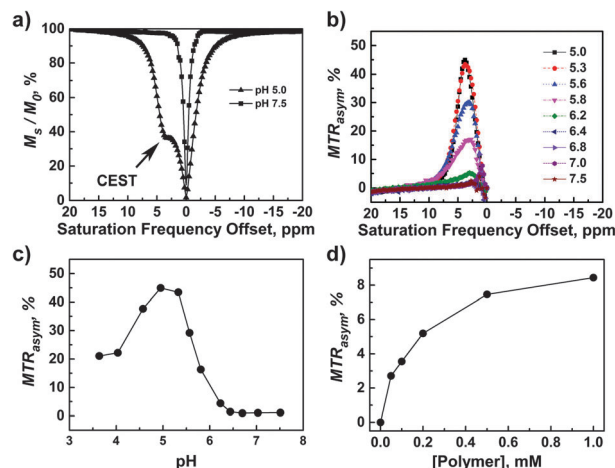 a)
100
80
60
40
20
0
M_s / M_0, %
pH 5.0
pH 7.5
CEST
20 15 10 5 0 -5 -10 -15 -20
Saturation Frequency Offset, ppm
b)
50
40
30
20
10
0
MTR_asym, %
5.0
5.3
5.6
5.8
6.2
6.4
6.8
7.0
7.5
20 15 10 5 0 -5 -10 -15 -20
Saturation Frequency Offset, ppm
c)
50
40
30
20
10
0
MTR_asym, %
3 4 5 6 7 8
pH
d)
8
6
4
2
0
MTR_asym, %
0.0 0.2 0.4 0.6 0.8 1.0
[Polymer], mM